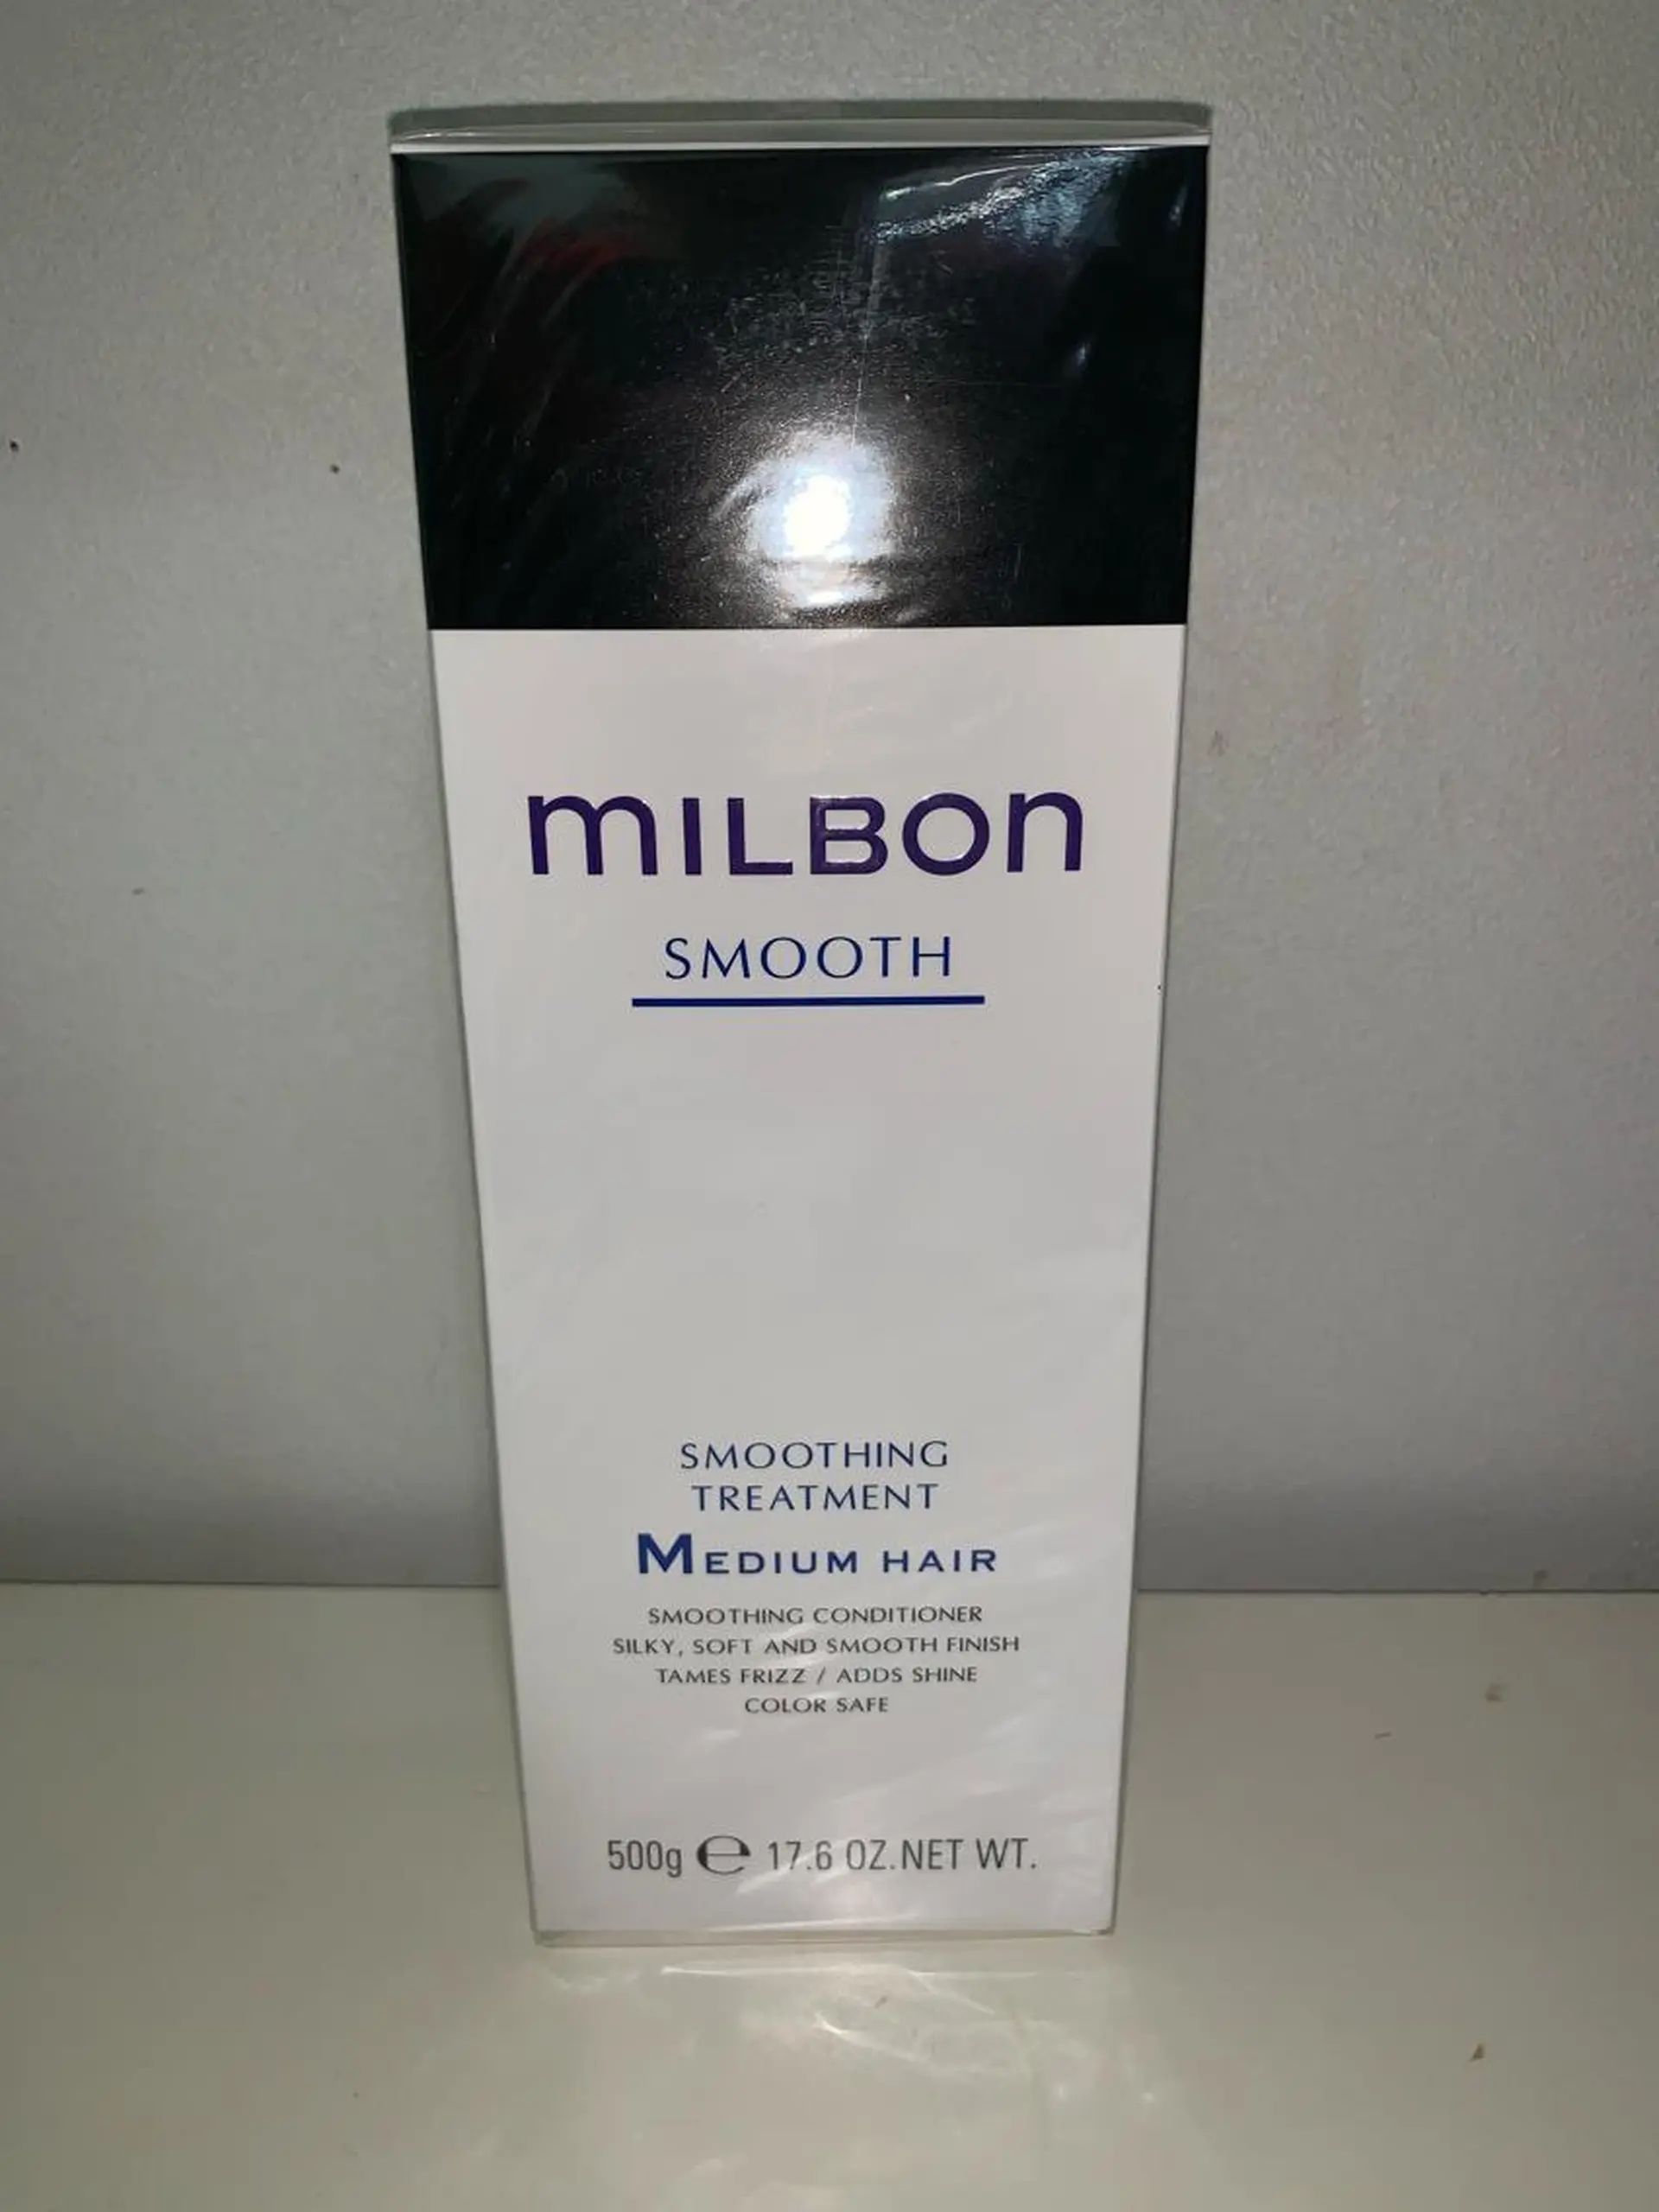 mILBOn
SMOOTH
SMOOTHING
TREATMENT
MEDIUM HAIR
SMOOTHING CONDITIONER
SILKY, SOFT AND SMOOTH FINISH
TAMES FRIZZ / ADDS SHINE
COLOR SAFE
500g ℮ 17.6 OZ.NET WT.